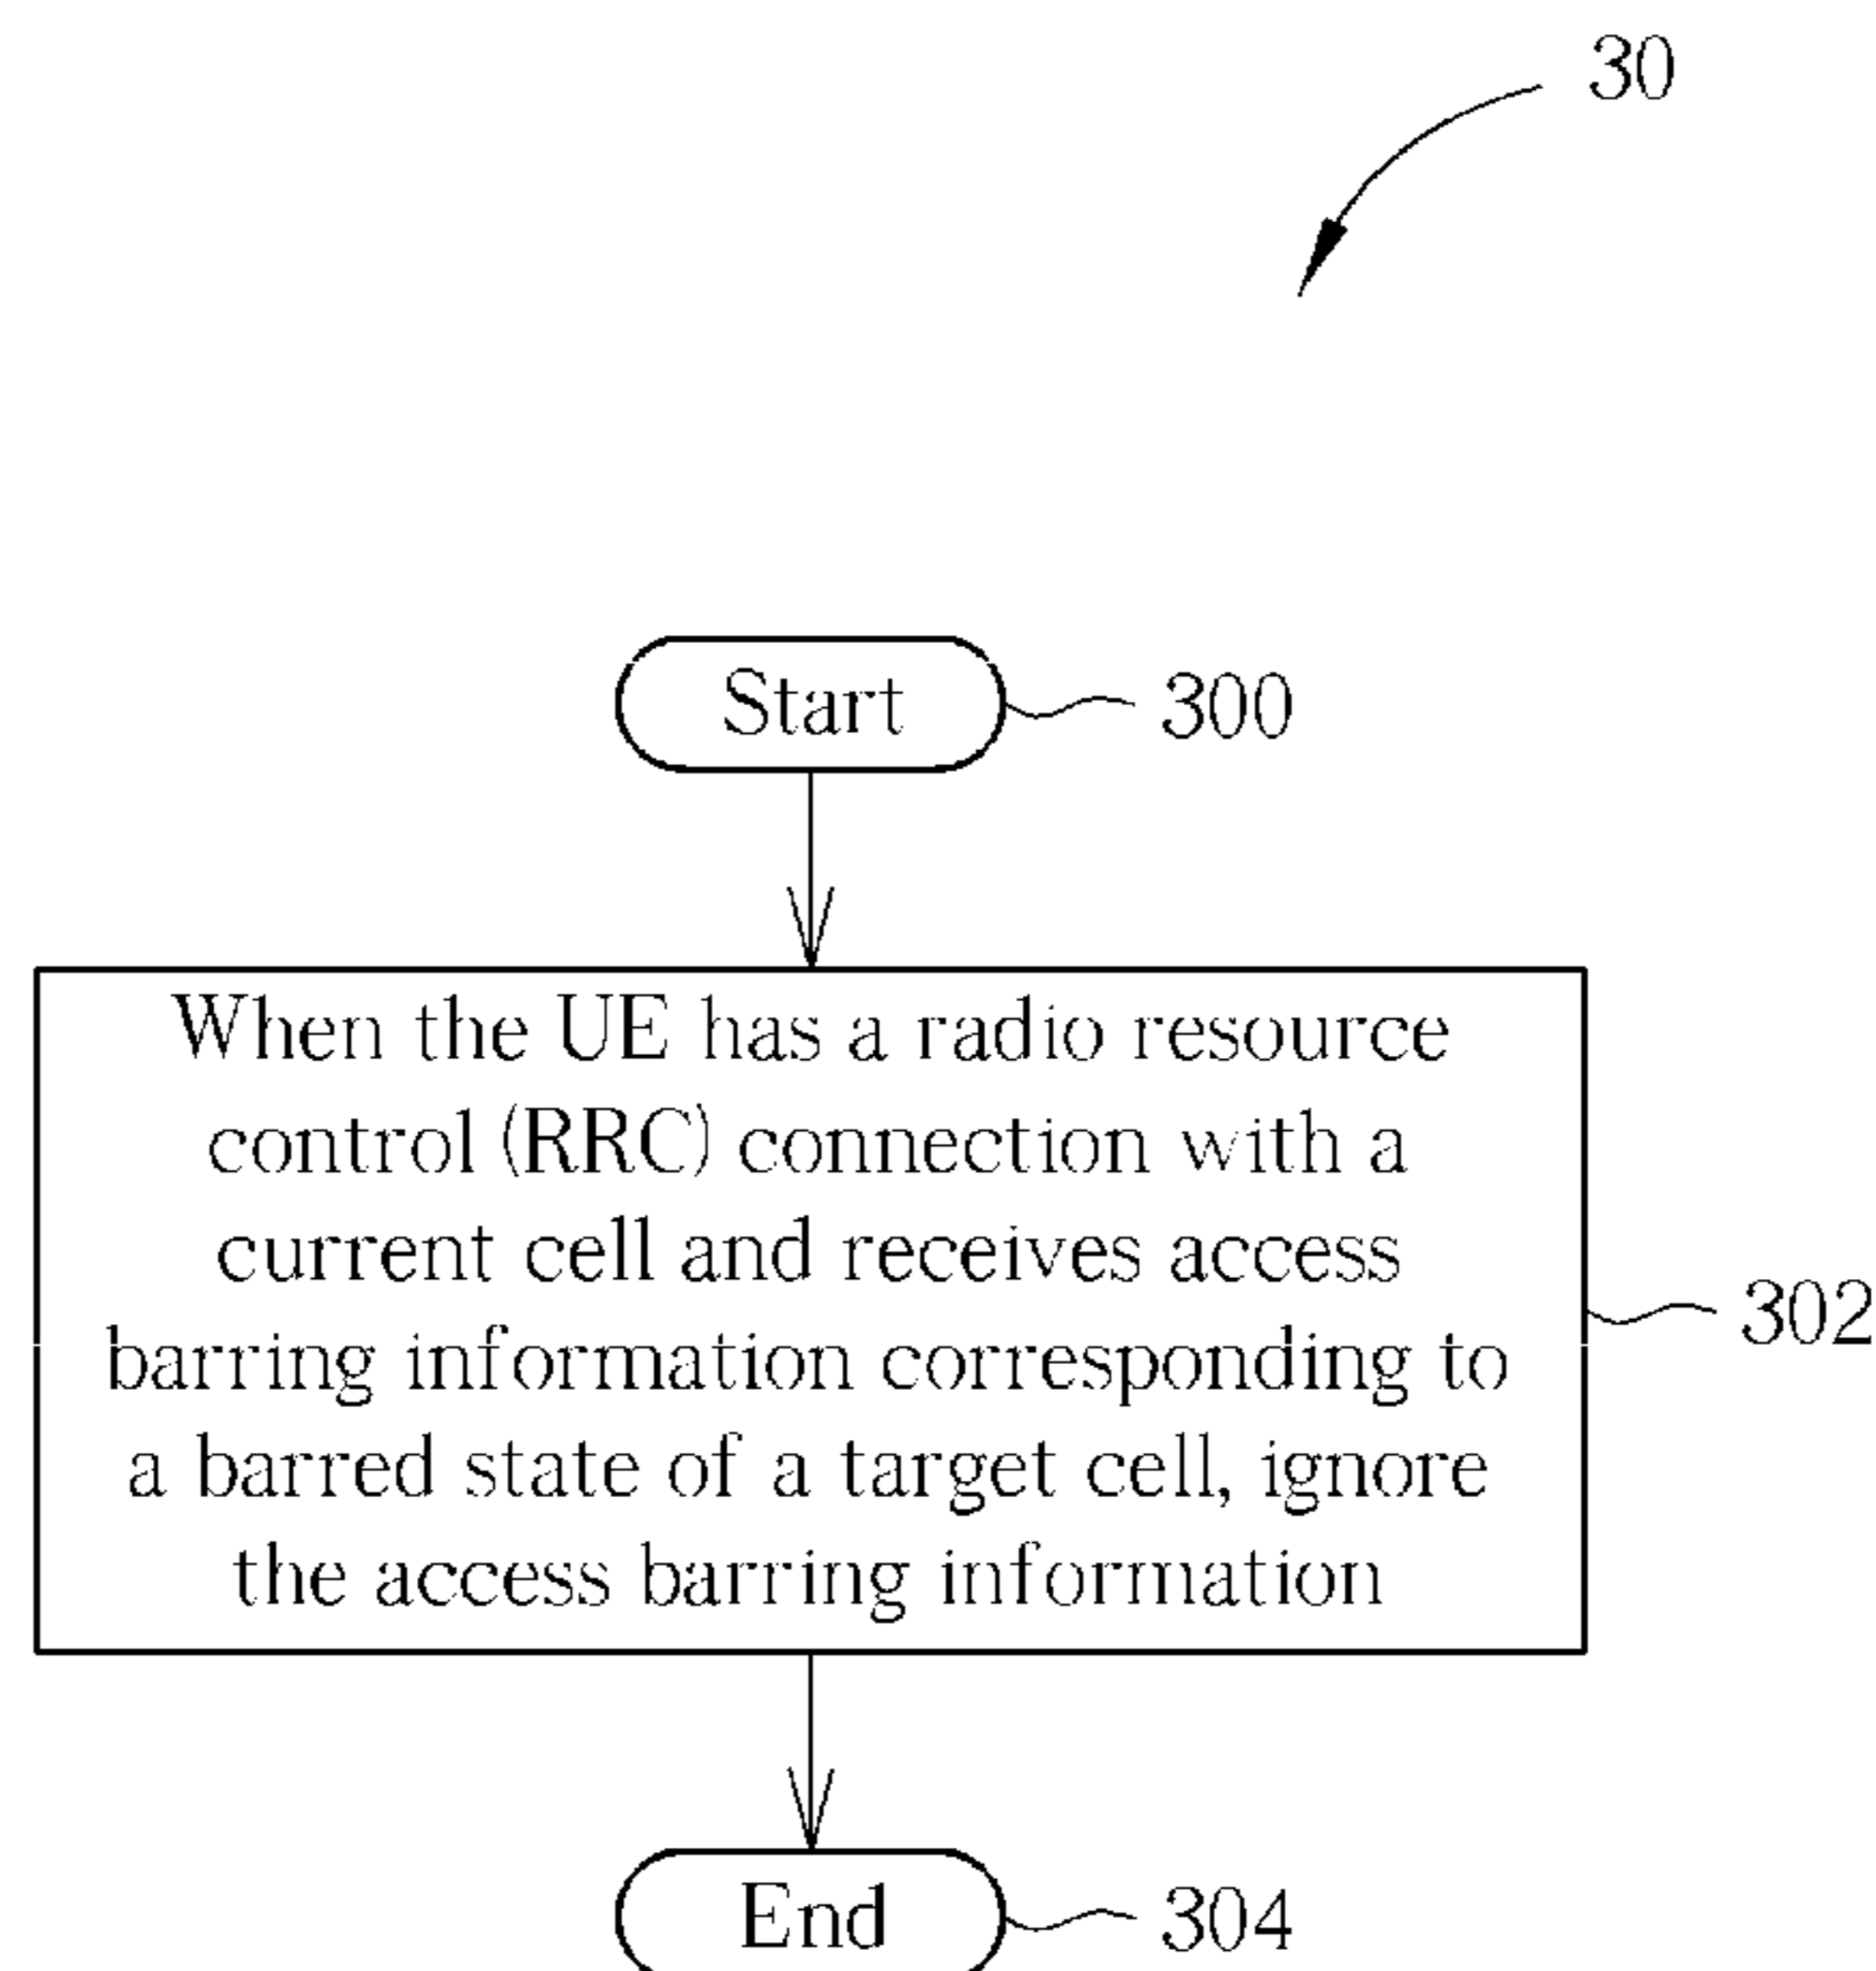 30
Start
300
When the UE has a radio resource
control (RRC) connection with a
current cell and receives access
barring information corresponding to
a barred state of a target cell, ignore
the access barring information
302
End
304